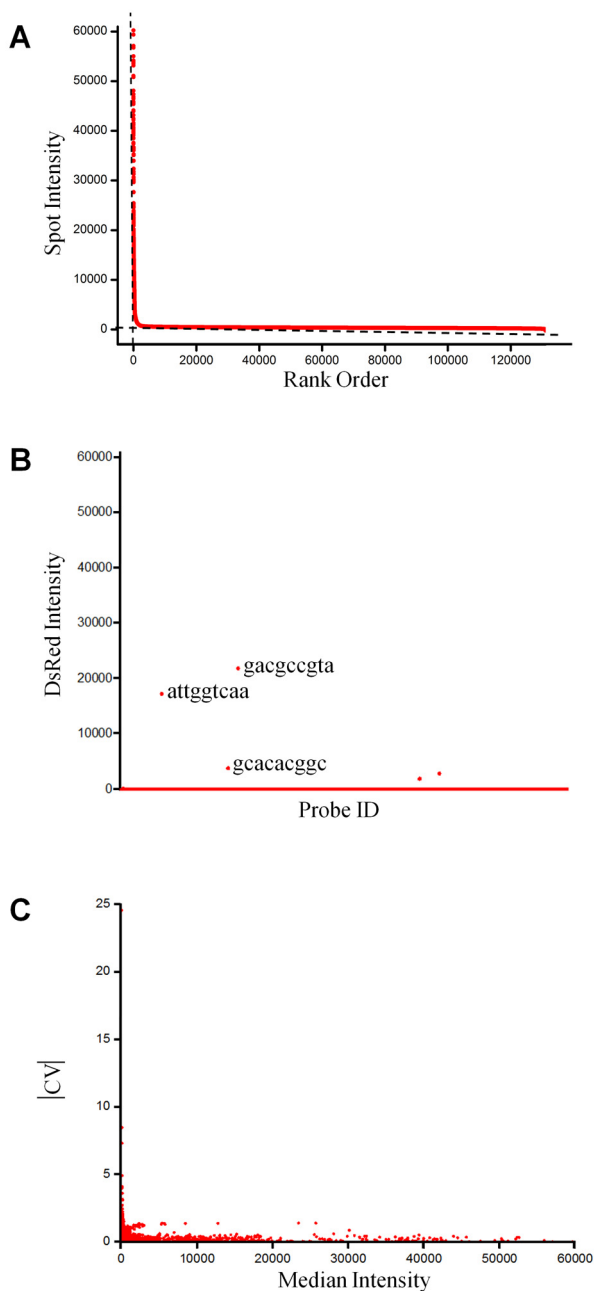 A
60000
50000
40000
30000
20000
10000
0
Spot Intensity
0 20000 40000 60000 80000 100000 120000
Rank Order
B
60000
50000
40000
30000
20000
10000
0
DsRed Intensity
gacgccgta
attggtcaa
gcacacggc
Probe ID
C
25
20
15
10
5
0
|CV|
0 10000 20000 30000 40000 50000 60000
Median Intensity